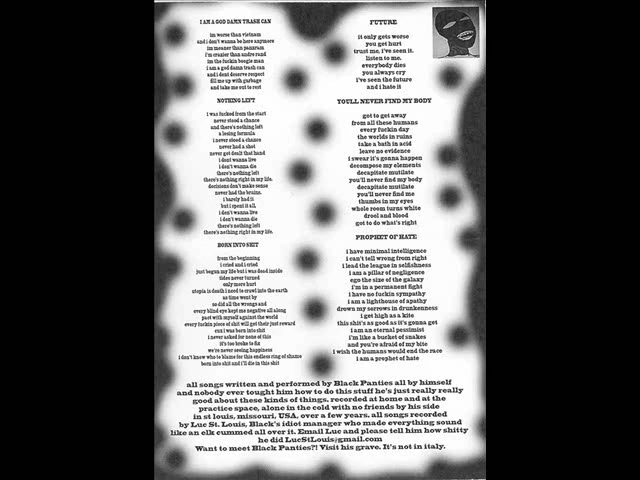 I AM A GOD DAMN TRASH CAN
im worse than vietnam
and i don't wanna be here anymore
im meaner than panzram
i'm crazier than andre rand
im the fuckin boogie man
i am a god damn trash can
and i dont deserve respect
fill me up with garbage
and take me out to rest
NOTHING LEFT
i was fucked from the start
never stood a chance
and there's nothing left
a losing formula
i never stood a chance
never had a shot
never got dealt that hand
i dont wanna live
i don't wanna die
there's nothing left
there's nothing right in my life.
decisions don't make sense
never had the brains.
i barely had it
but i spent it all,
i don't wanna live
i don't wanna die
there's nothing left
there's nothing right in my life.
BORN INTO SHIT
from the beginning
i cried and i cried
just begun my life but i was dead inside
tides never turned
only more hurt
utopia is death i need to crawl into the earth
as time went by
so did all the wrongs and
every blind eye kept me negative all along
pact with myself against the world
every fuckin piece of shit will get their just reward
cuz i was born into shit
i never asked for none of this
it's too broke to fix
we're never seeing happiness
i don't know who to blame for this endless ring of shame
born into shit and i'll die in this shit
FUTURE
it only gets worse
you get hurt
trust me, i've seen it.
listen to me.
everybody dies
you always cry
i've seen the future
and i hate it
YOULL NEVER FIND MY BODY
got to get away
from all these humans
every fuckin day
the worlds in ruins
take a bath in acid
leave no evidence
i swear it's gonna happen
decompose my elements
decapitate mutilate
you'll never find my body
decapitate mutilate
you'll never find me
thumbs in my eyes
whole room turns white
drool and blood
got to do what's right
PROPHET OF HATE
i have minimal intelligence
i can't tell wrong from right
i lead the league in selfishness
i am a pillar of negligence
ego the size of the galaxy
i'm in a permanent fight
i have no fuckin sympathy
i am a lighthouse of apathy
drown my serrows in drunkenness
i get high as a kite
this shit's as good as it's gonna get
i am an eternal pessimist
i'm like a bucket of snakes
and you're afraid of my bite
i wish the humans would end the race
i am a prophet of hate
all songs written and performed by Black Panties all by himself
and nobody ever tought him how to do this stuff he's just really really
good about these kinds of things. recorded at home and at the
practice space, alone in the cold with no friends by his side
in st louis, missouri, USA, over a few years. all songs recorded
by Luc St. Louis, Black's idiot manager who made everything sound
like an elk cummed all over it. Email Luc and please tell him how shitty
he did LucStLouis@gmail.com
Want to meet Black Panties?! Visit his grave. It's not in italy.